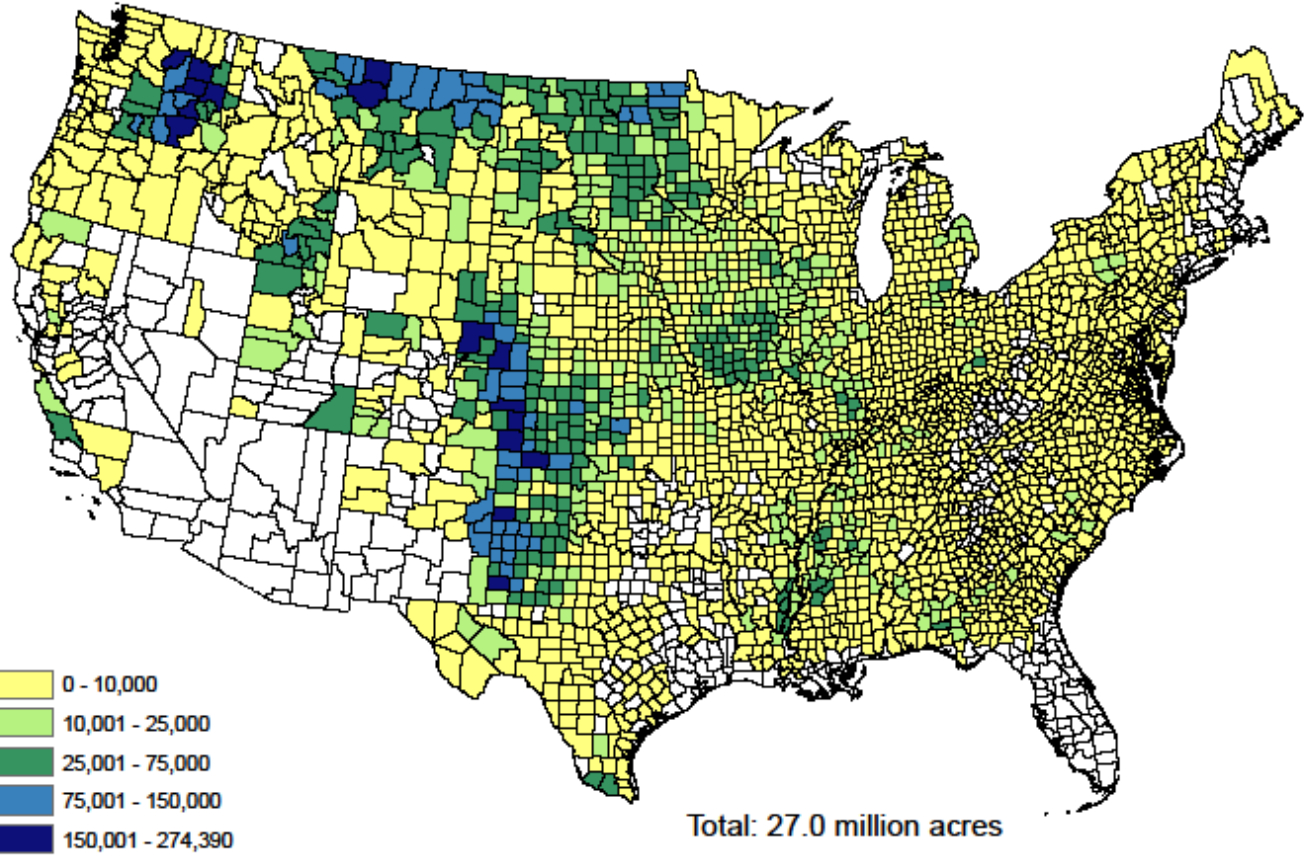 0 - 10,000
10,001 - 25,000
25,001 - 75,000
75,001 - 150,000
150,001 - 274,390
Total: 27.0 million acres